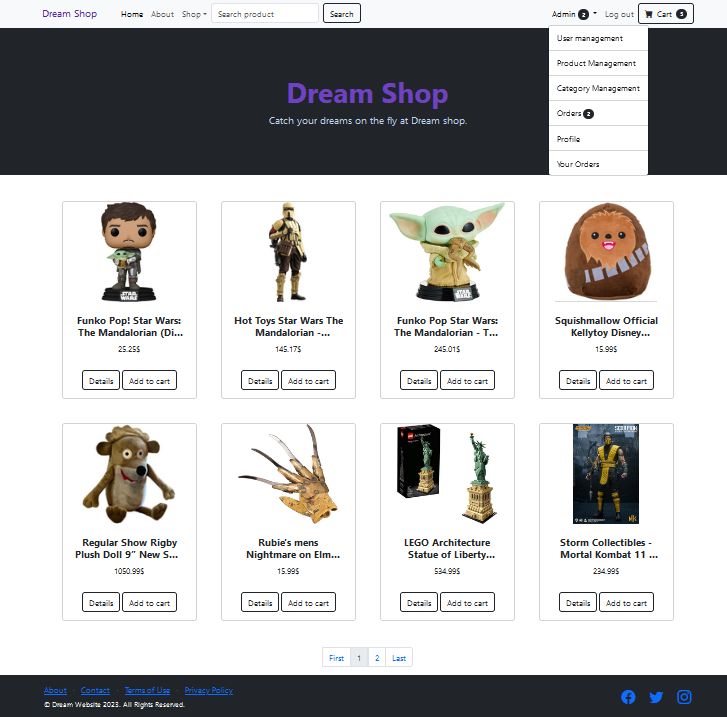 Dream Shop Home About Shop Search product Search Admin 2 Log out Cart 5
User management
Product Management
Category Management
Orders 2
Profile
Your Orders
Dream Shop
Catch your dreams on the fly at Dream shop.
STAR WARS
STAR WARS
Funko Pop! Star Wars:
The Mandalorian (Di...
25.25$
Details Add to cart
Hot Toys Star Wars The
Mandalorian -...
145.17$
Details Add to cart
Funko Pop Star Wars:
The Mandalorian - T...
245.01$
Details Add to cart
Squishmallow Official
Kellytoy Disney...
15.99$
Details Add to cart
SCORPION
Regular Show Rigby
Plush Doll 9” New S...
1050.99$
Details Add to cart
Rubie's mens
Nightmare on Elm...
15.99$
Details Add to cart
LEGO Architecture
Statue of Liberty...
534.99$
Details Add to cart
Storm Collectibles -
Mortal Kombat 11 ...
234.99$
Details Add to cart
First 1 2 Last
About · Contact · Terms of Use · Privacy Policy
© Dream Website 2023. All Rights Reserved.